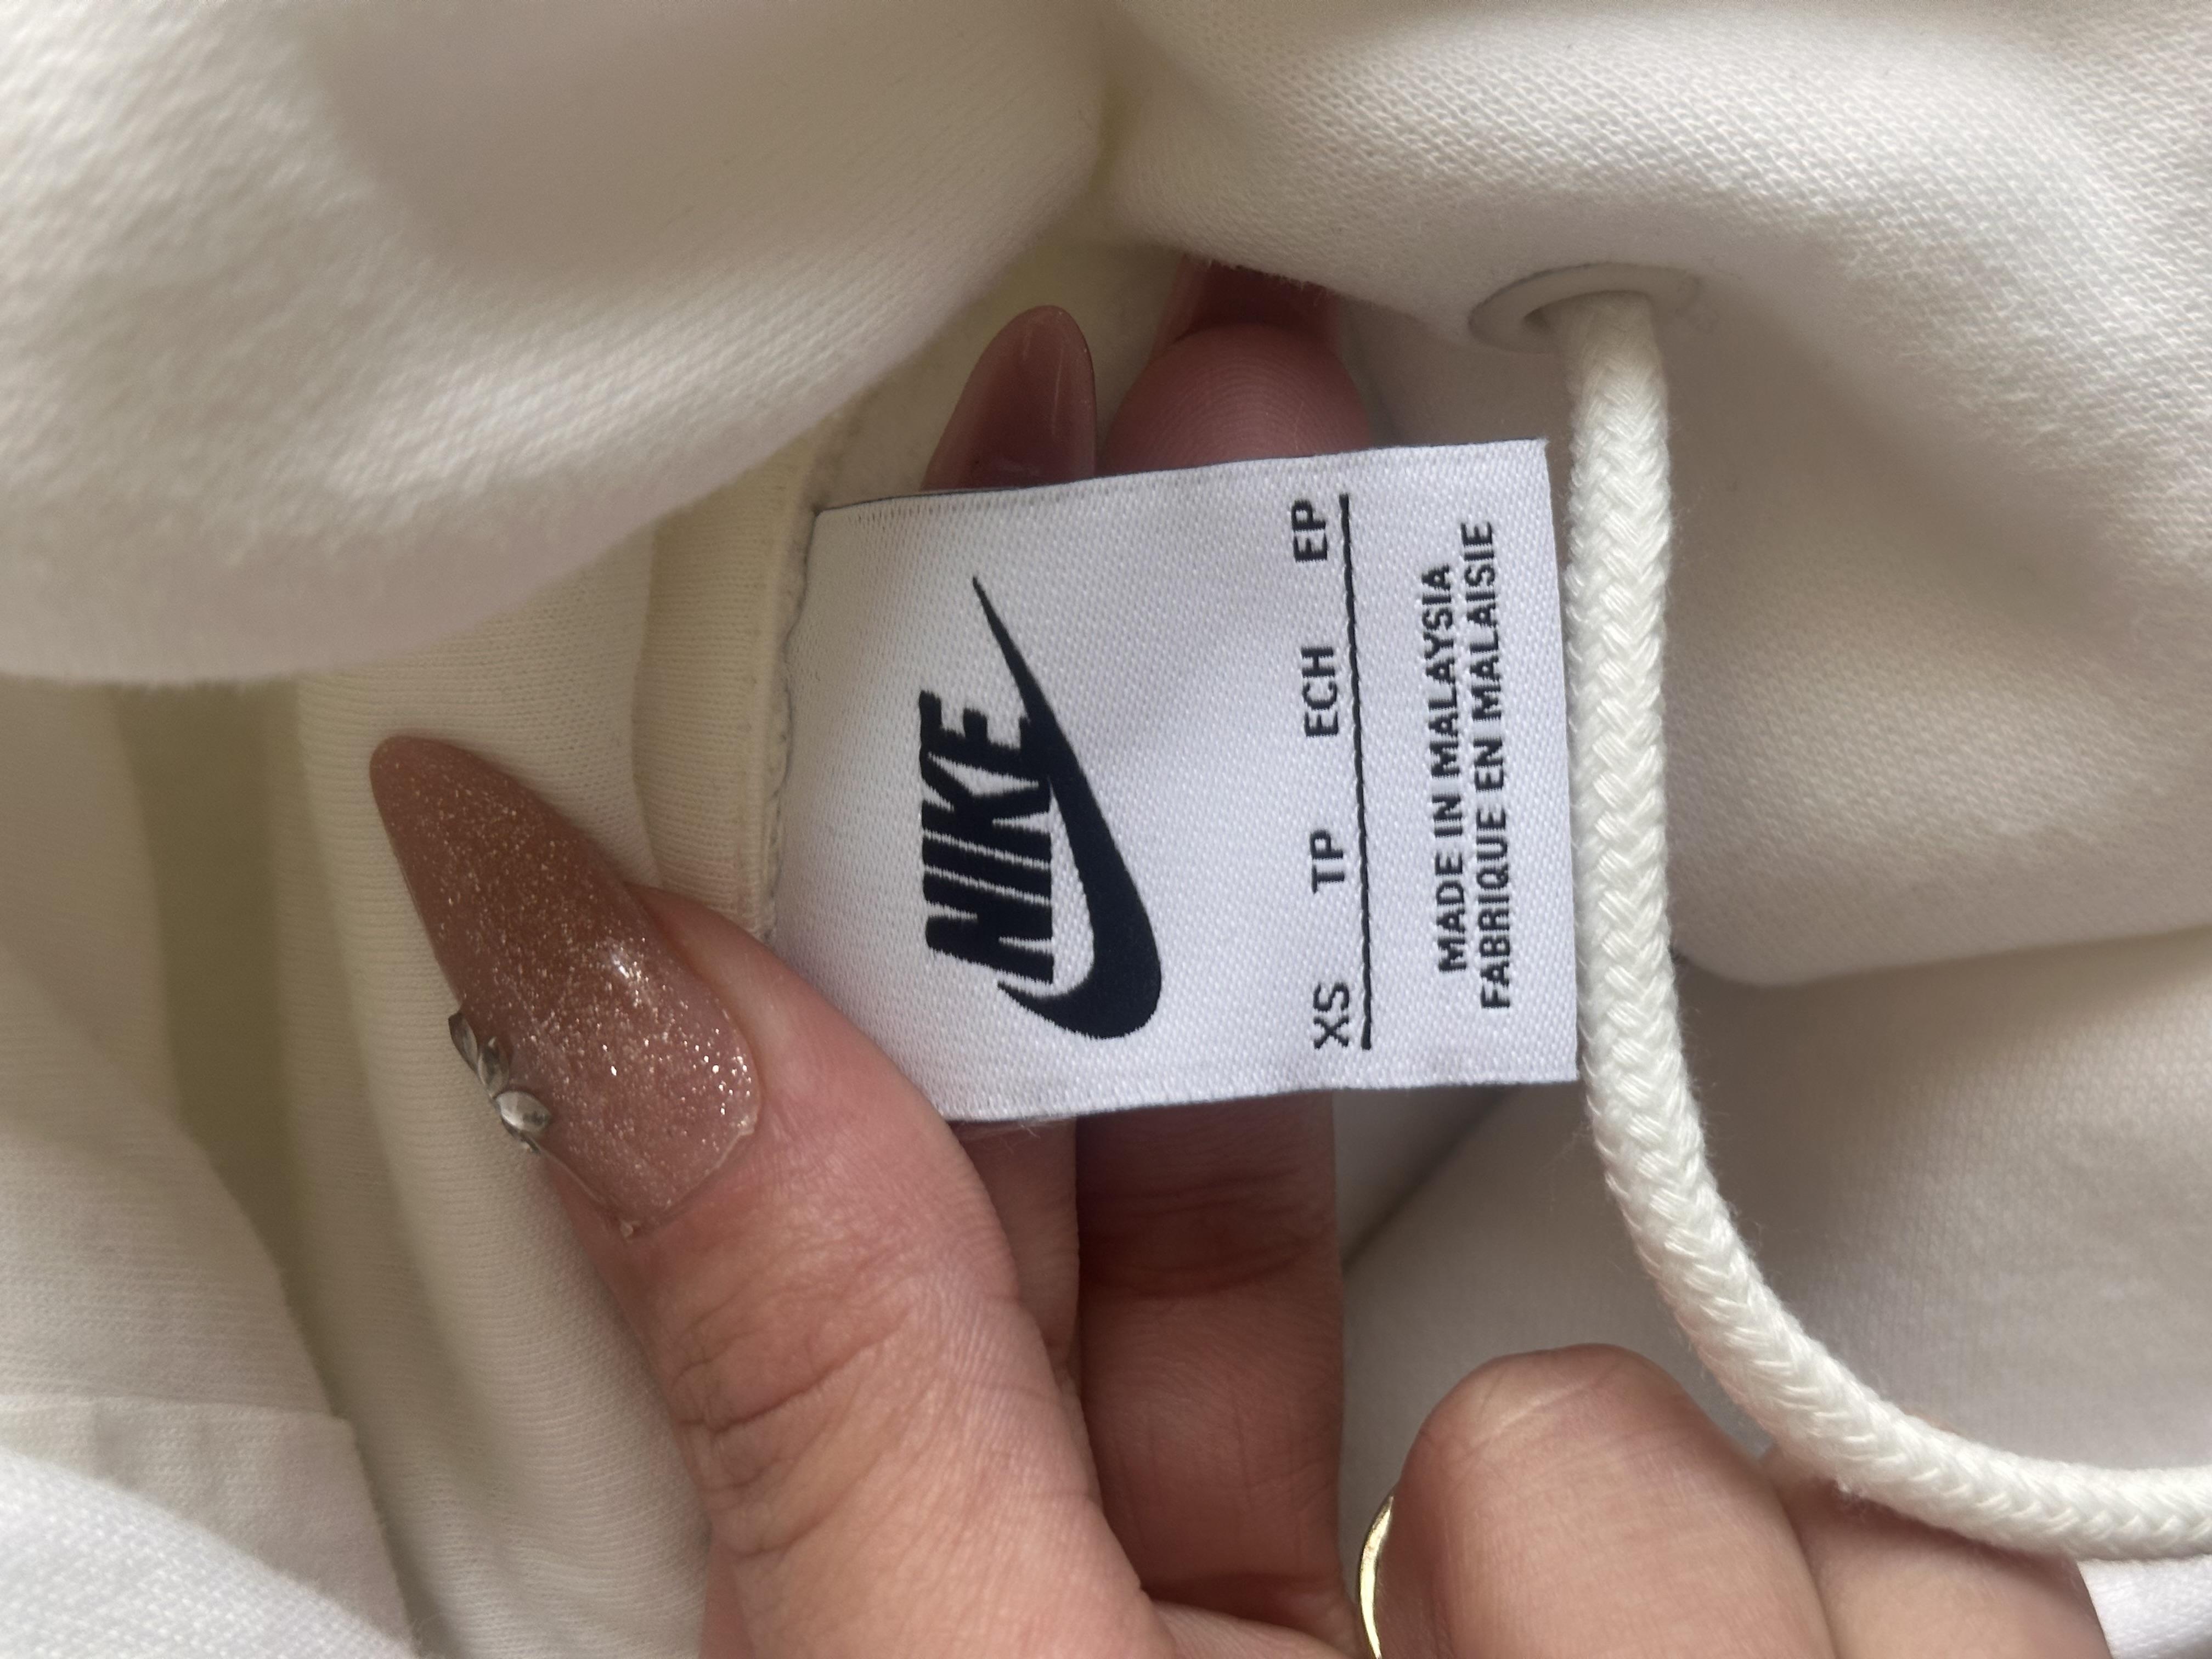 NIKE
XS TP ECH EP
MADE IN MALAYSIA
FABRIQUE EN MALAISIE